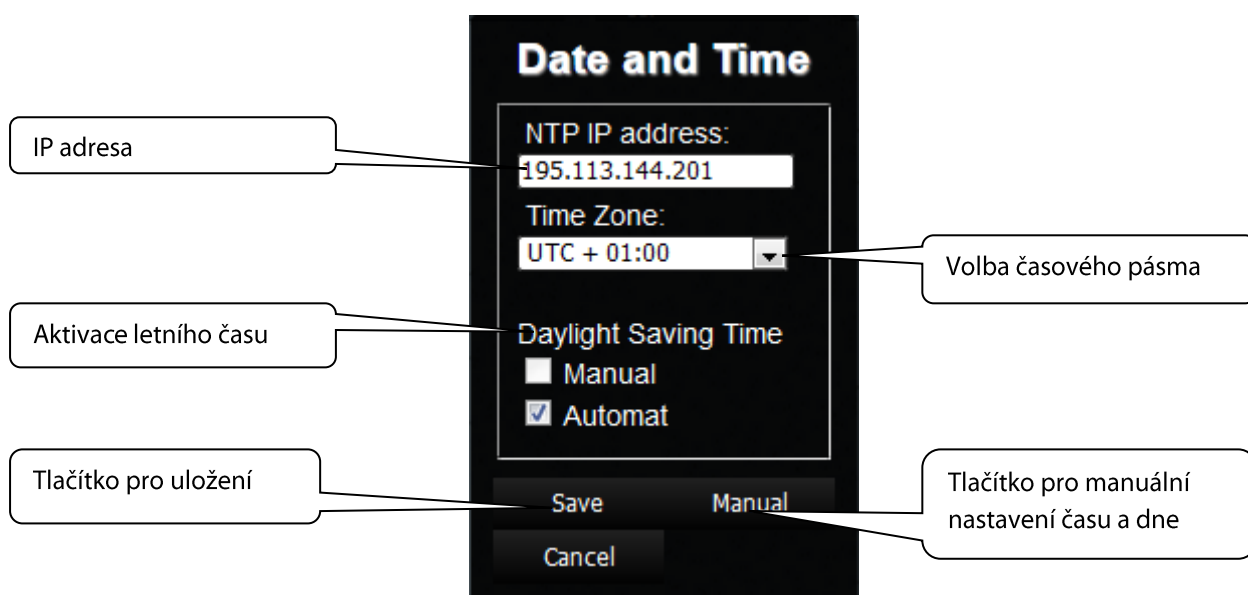 Date and Time
IP adresa
NTP IP address:
195.113.144.201
Time Zone:
UTC + 01:00
Volba časového pásma
Aktivace letního času
Daylight Saving Time
Manual
Automat
Tlačítko pro uložení
Save
Manual
Tlačítko pro manuální
nastavení času a dne
Cancel